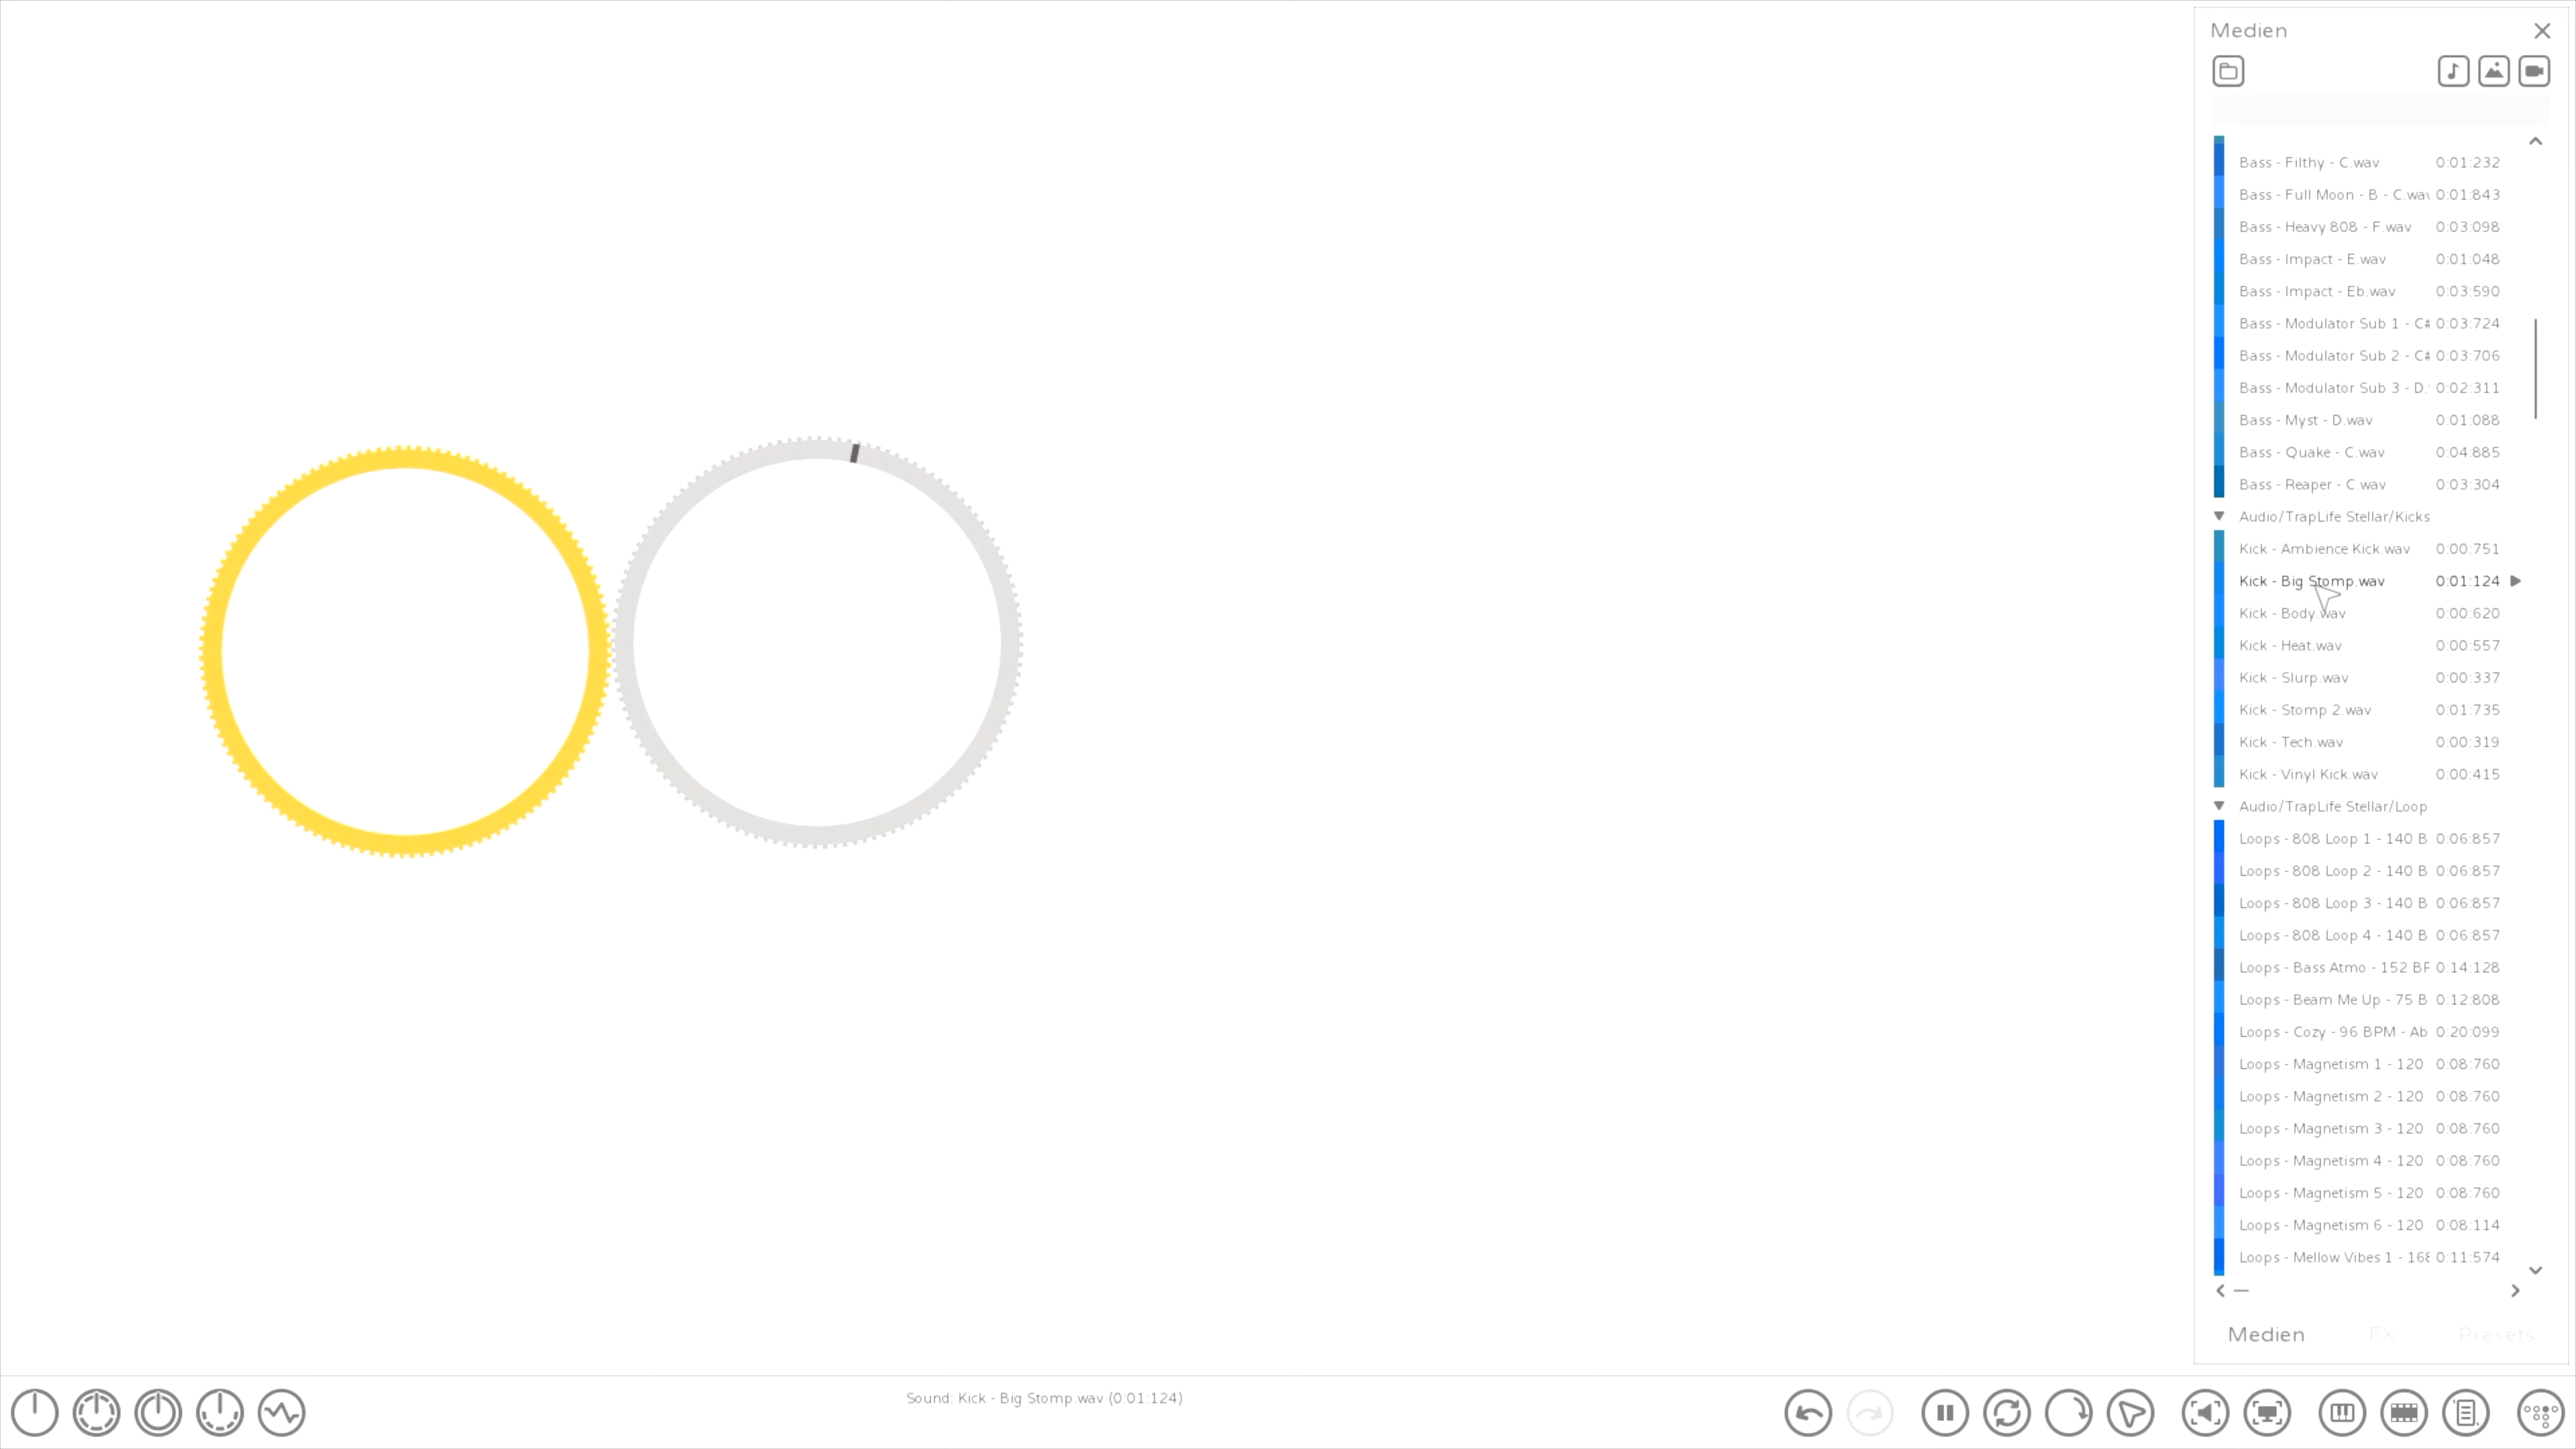 Medien
Bass - Filthy - C.wav 0:01:232
Bass - Full Moon - B - C.wav 0:01:843
Bass - Heavy 808 - F.wav 0:03:098
Bass - Impact - E.wav 0:01:048
Bass - Impact - Eb.wav 0:03:590
Bass - Modulator Sub 1 - C# 0:03:724
Bass - Modulator Sub 2 - C# 0:03:706
Bass - Modulator Sub 3 - D. 0:02:311
Bass - Myst - D.wav 0:01:088
Bass - Quake - C.wav 0:04:885
Bass - Reaper - C.wav 0:03:304
Audio/TrapLife Stellar/Kicks
Kick - Ambience Kick.wav 0:00:751
Kick - Big Stomp.wav 0:01:124
Kick - Body.wav 0:00:620
Kick - Heat.wav 0:00:557
Kick - Slurp.wav 0:00:337
Kick - Stomp 2.wav 0:01:735
Kick - Tech.wav 0:00:319
Kick - Vinyl Kick.wav 0:00:415
Audio/TrapLife Stellar/Loop
Loops - 808 Loop 1 - 140 B 0:06:857
Loops - 808 Loop 2 - 140 B 0:06:857
Loops - 808 Loop 3 - 140 B 0:06:857
Loops - 808 Loop 4 - 140 B 0:06:857
Loops - Bass Atmo - 152 BP 0:14:128
Loops - Beam Me Up - 75 B 0:12:808
Loops - Cozy - 96 BPM - Ab 0:20:099
Loops - Magnetism 1 - 120 0:08:760
Loops - Magnetism 2 - 120 0:08:760
Loops - Magnetism 3 - 120 0:08:760
Loops - Magnetism 4 - 120 0:08:760
Loops - Magnetism 5 - 120 0:08:760
Loops - Magnetism 6 - 120 0:08:114
Loops - Mellow Vibes 1 - 168 0:11:574
Medien FX Presets
Sound: Kick - Big Stomp.wav (0:01:124)